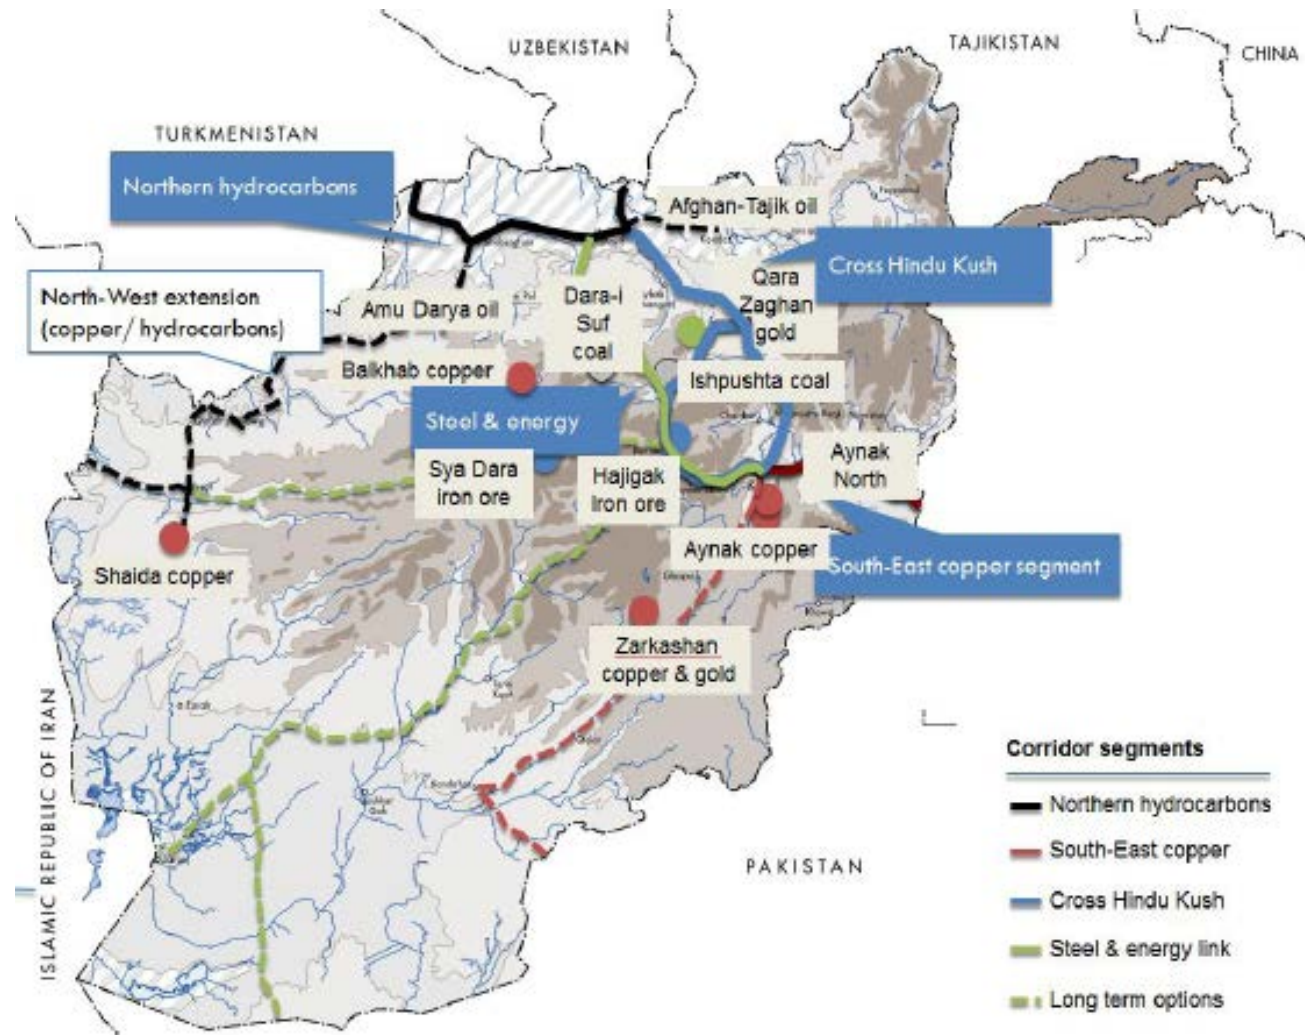 UZBEKISTAN
TAJIKISTAN
CHINA
TURKMENISTAN
Northern hydrocarbons
Afghan-Tajik oil
Cross Hindu Kush
Qara
Zaghan
gold
North-West extension
(copper/ hydrocarbons)
Amu Darya oil
Dara-i
Suf
coal
Balkhab copper
Ishpushta coal
Steel & energy
Sya Dara
iron ore
Hajigak
Iron ore
Aynak
North
Aynak copper
South-East copper segment
Shaida copper
Zarkashan
copper & gold
ISLAMIC REPUBLIC OF IRAN
PAKISTAN
Corridor segments
Northern hydrocarbons
South-East copper
Cross Hindu Kush
Steel & energy link
Long term options